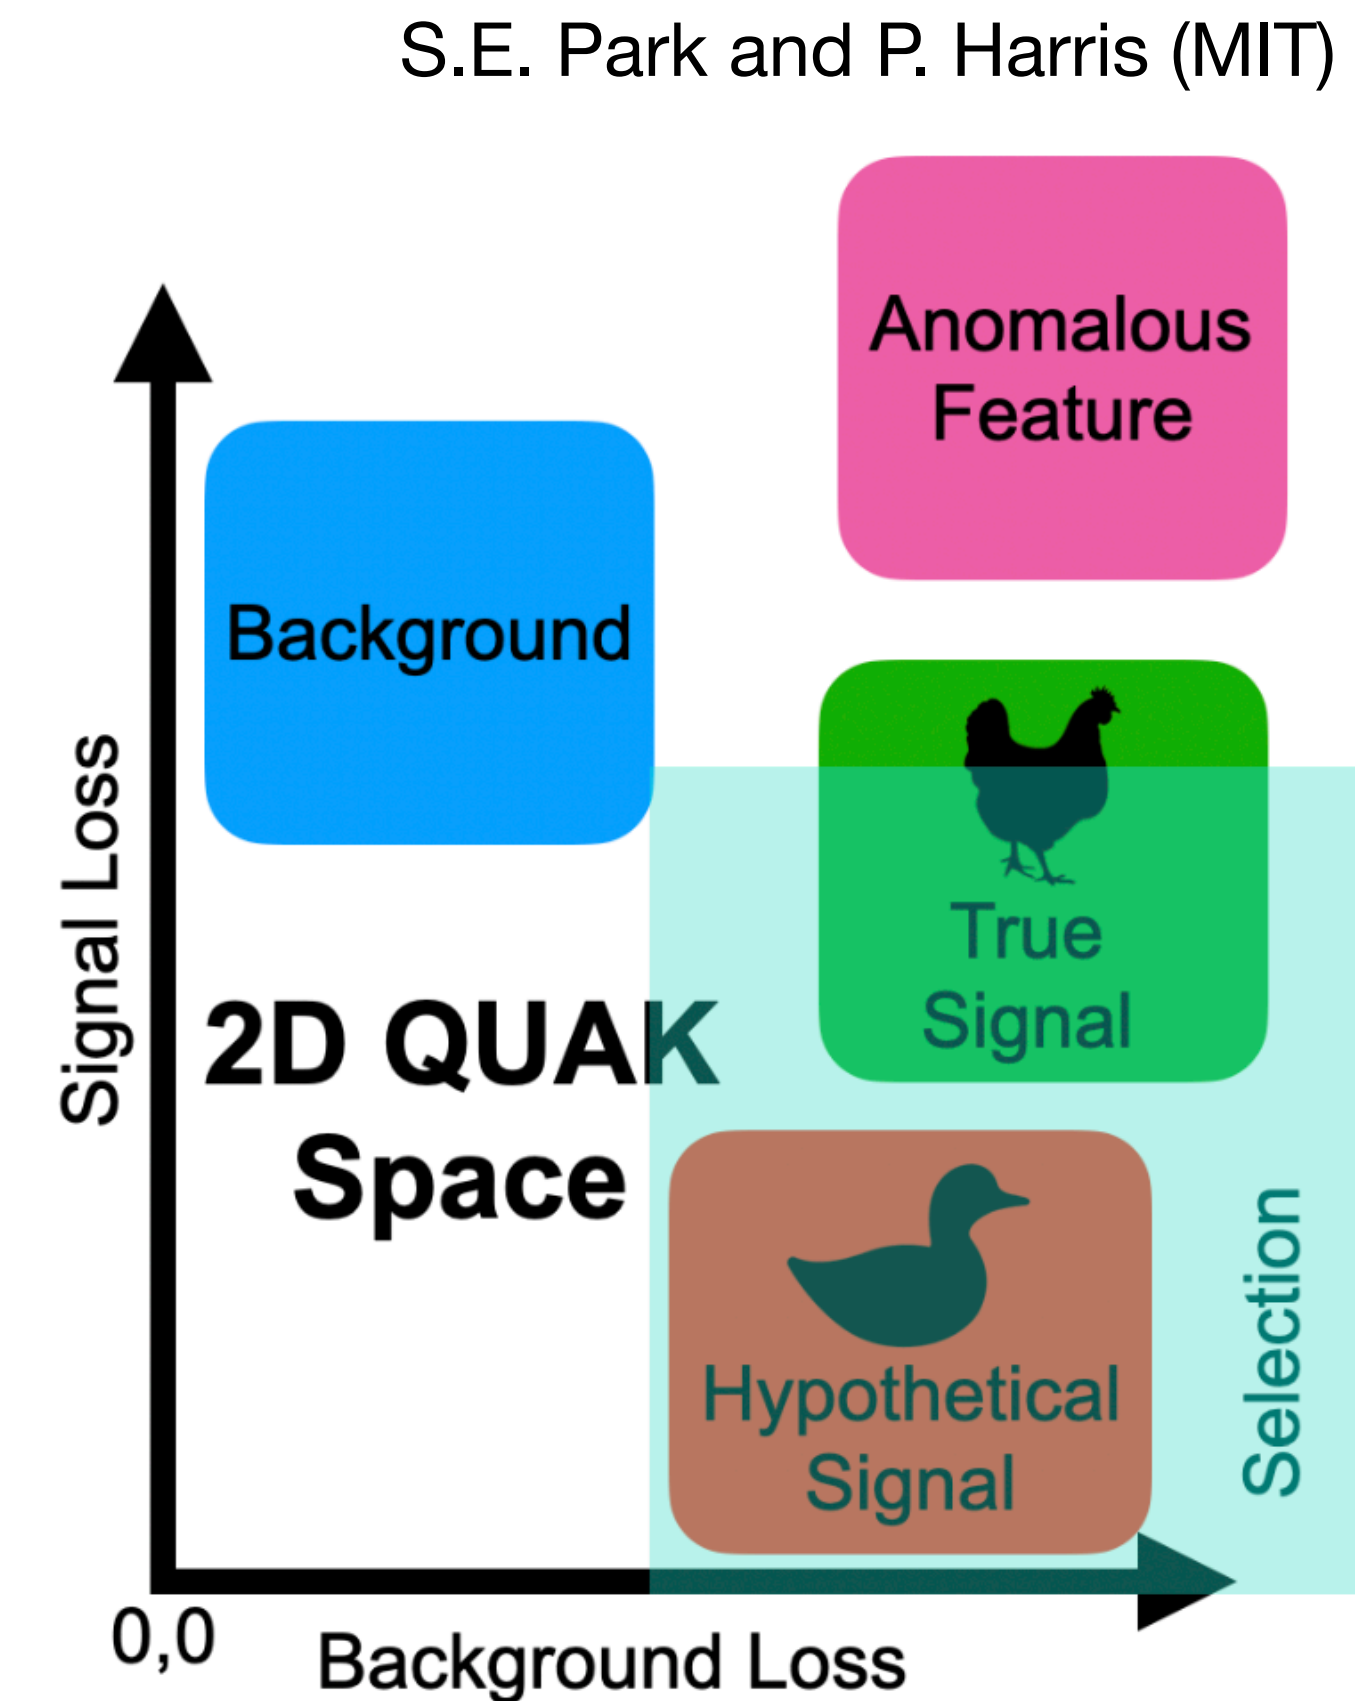 S.E. Park and P. Harris (MIT)
Anomalous
Feature
Background
True
Signal
Signal Loss
2D QUAK
Space
Hypothetical
Signal
Selection
0,0
Background Loss